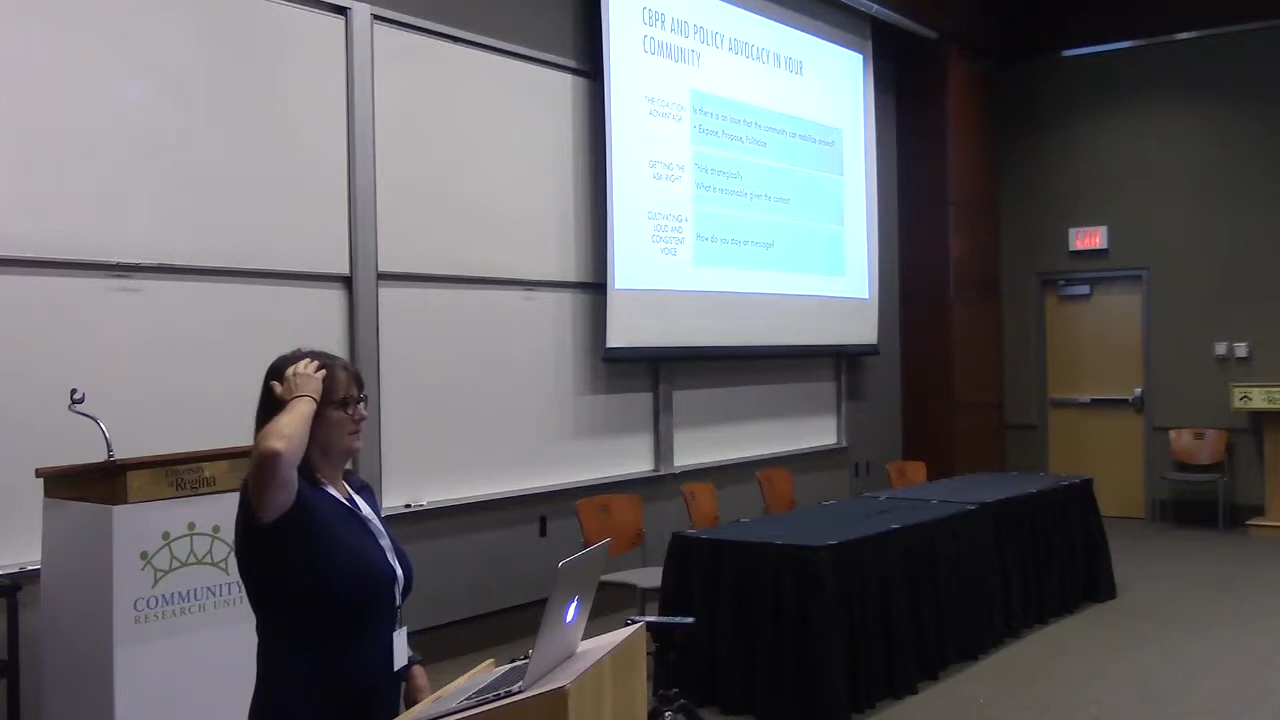 CBPR AND POLICY ADVOCACY IN YOUR
COMMUNITY
THE COALITION
ADVANTAGE
Is there is an issue that the community can mobilize around?
• Expose, Propose, Politicize
GETTING THE
ASK RIGHT
Think strategically
What is reasonable given the context
CULTIVATING A
LOUD AND
CONSISTENT
VOICE
How do you stay on message?
EXIT
University
of Regina
COMMUNITY
RESEARCH UNIT